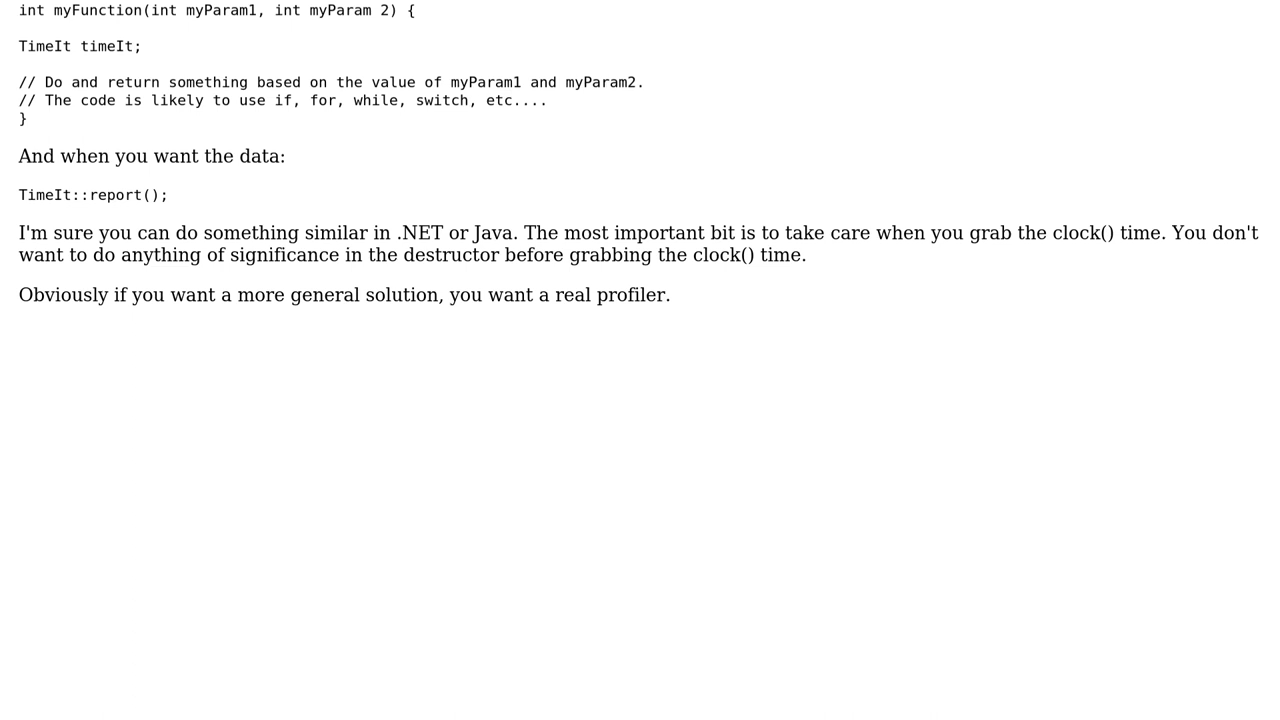 int myFunction(int myParam1, int myParam 2) {
TimeIt timeIt;
// Do and return something based on the value of myParam1 and myParam2.
// The code is likely to use if, for, while, switch, etc....
}
And when you want the data:
TimeIt::report();
I'm sure you can do something similar in .NET or Java. The most important bit is to take care when you grab the clock() time. You don't
want to do anything of significance in the destructor before grabbing the clock() time.
Obviously if you want a more general solution, you want a real profiler.